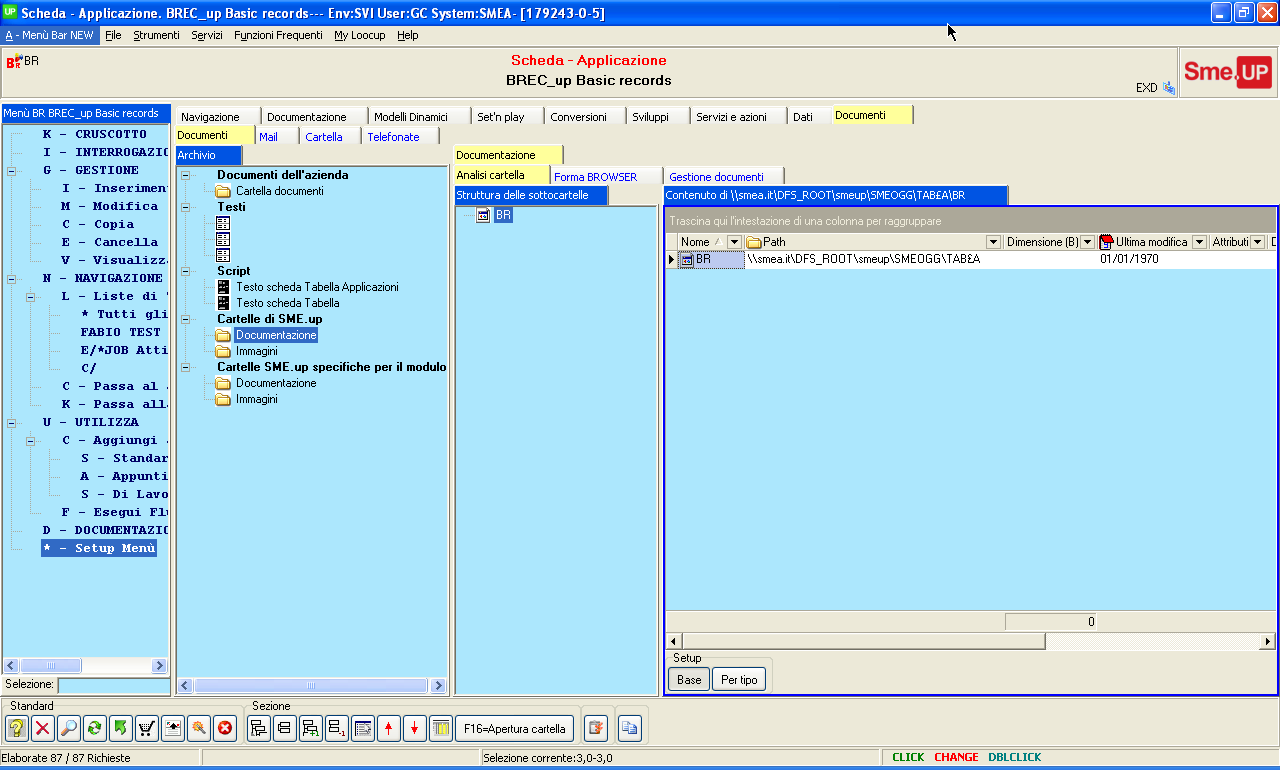 UP Scheda - Applicazione. BREC_up Basic records--- Env:SVI User:GC System:SMEA- [179243-0-5]
A - Menù Bar NEW File Strumenti Servizi Funzioni Frequenti My Loocup Help
BR BR
Scheda - Applicazione
BREC_up Basic records
EXD
Sme.UP
Menù BR BREC_up Basic records
K - CRUSCOTTO
I - INTERROGAZIO
G - GESTIONE
I - Inserimen
M - Modifica
C - Copia
E - Cancella
V - Visualizz
N - NAVIGAZIONE
L - Liste di
* Tutti gli
FABIO TEST
E/*JOB Atti
C/
C - Passa al
K - Passa all
U - UTILIZZA
C - Aggiungi
S - Standar
A - Appunti
S - Di Lavo
F - Esegui Fl
D - DOCUMENTAZIO
* - Setup Menù
Selezione:
Navigazione Documentazione Modelli Dinamici Set'n play Conversioni Sviluppi Servizi e azioni Dati Documenti
Documenti Mail Cartella Telefonate
Archivio
Documenti dell'azienda
Cartella documenti
Testi
Script
Testo scheda Tabella Applicazioni
Testo scheda Tabella
Cartelle di SME.up
Documentazione
Immagini
Cartelle SME.up specifiche per il modulo
Documentazione
Immagini
Documentazione
Analisi cartella Forma BROWSER Gestione documenti
Struttura delle sottocartelle
BR
Contenuto di \\smea.it\DFS_ROOT\smeup\SMEOGG\TAB£A\BR
Trascina qui l'intestazione di una colonna per raggruppare
Nome Path Dimensione (B) Ultima modifica Attributi
BR \\smea.it\DFS_ROOT\smeup\SMEOGG\TAB£A 01/01/1970
0
Setup
Base Per tipo
Standard Sezione
F16=Apertura cartella
Elaborate 87 / 87 Richieste Selezione corrente:3,0-3,0 CLICK CHANGE DBLCLICK